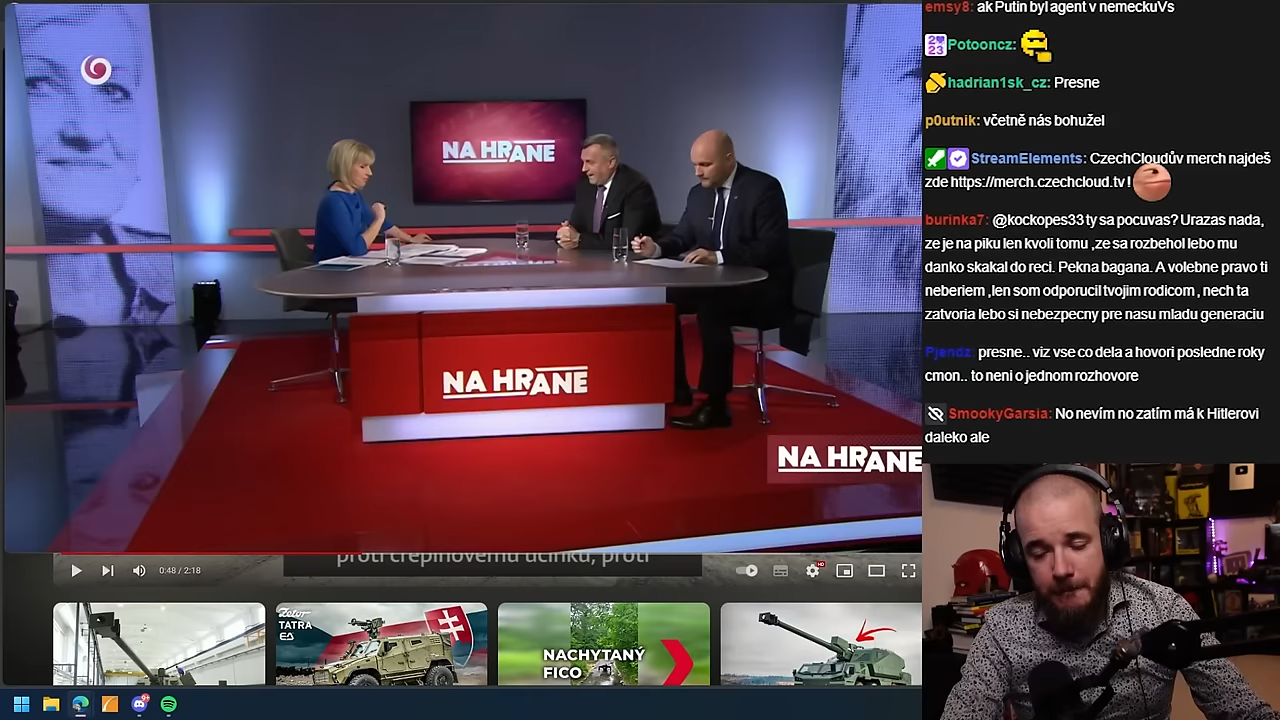 NA HRANE
NA HRANE
NA HRANE
proti črepinovému účinku, proti
0:48 / 2:18
HD
Zetor
TATRA
NACHYTANÝ
FICO
emsy8: ak Putin byl agent v nemeckuVs
Potooncz:
hadrian1sk_cz: Presne
p0utnik: včetně nás bohužel
StreamElements: CzechCloudův merch najdeš
zde https://merch.czechcloud.tv !
burinka7: @kockopes33 ty sa pocuvas? Urazas nada,
ze je na piku len kvoli tomu ,ze sa rozbehol lebo mu
danko skakal do reci. Pekna bagana. A volebne pravo ti
neberiem ,len som odporucil tvojim rodicom , nech ta
zatvoria lebo si nebezpecny pre nasu mladu generaciu
Pjendz: presne.. viz vse co dela a hovori posledne roky
cmon.. to neni o jednom rozhovore
SmookyGarsia: No nevím no zatím má k Hitlerovi
daleko ale